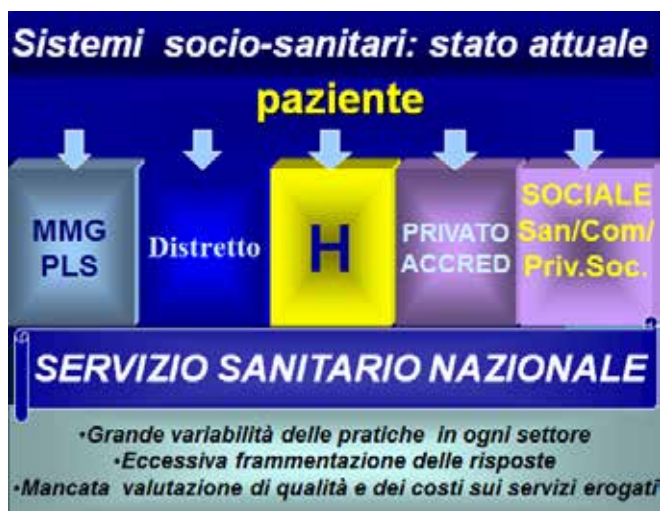 Sistemi socio-sanitari: stato attuale
paziente
MMG
PLS
Distretto
H
PRIVATO
ACCRED
SOCIALE
San/Com/
Priv.Soc.
SERVIZIO SANITARIO NAZIONALE
•Grande variabilità delle pratiche in ogni settore
•Eccessiva frammentazione delle risposte
•Mancata valutazione di qualità e dei costi sui servizi erogati